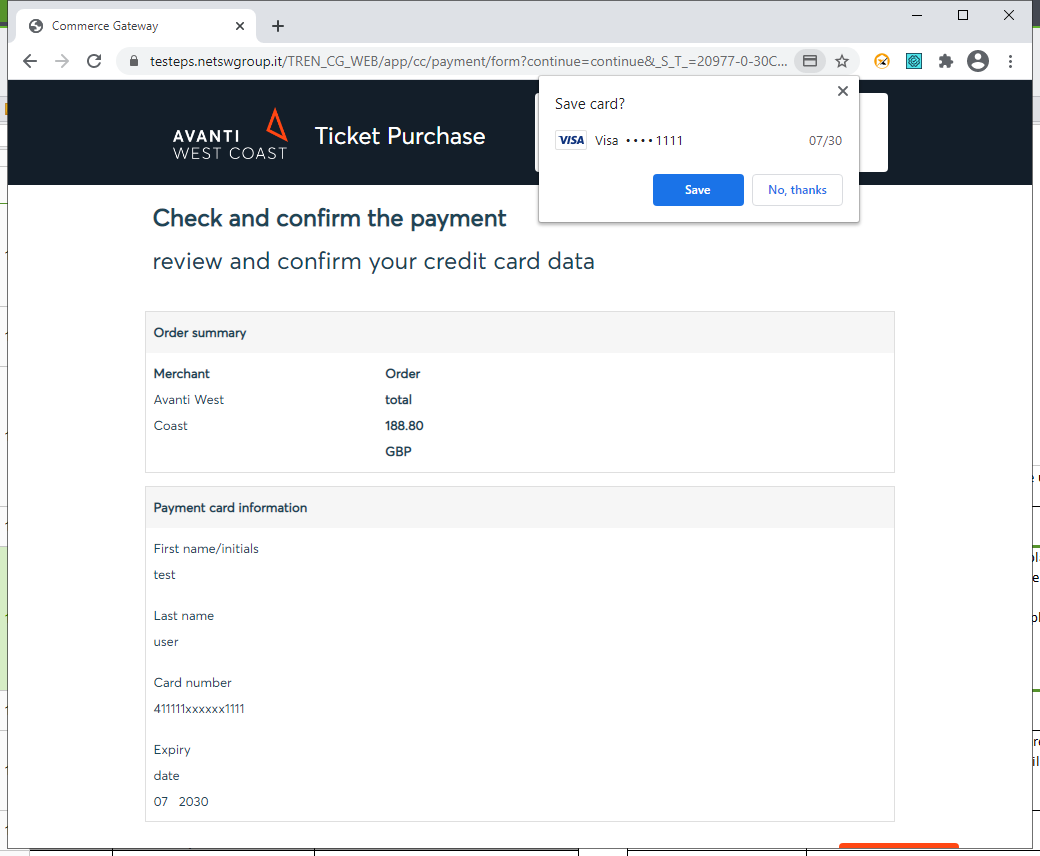 Commerce Gateway
testeps.netswgroup.it/TREN_CG_WEB/app/cc/payment/form?continue=continue&_S_T_=20977-0-30C...
AVANTI
WEST COAST
Ticket Purchase
Save card?
VISA Visa •••• 1111 07/30
Save No, thanks
Check and confirm the payment
review and confirm your credit card data
Order summary
Merchant Order
Avanti West total
Coast 188.80
GBP
Payment card information
First name/initials
test
Last name
user
Card number
411111xxxxxx1111
Expiry
date
07 2030